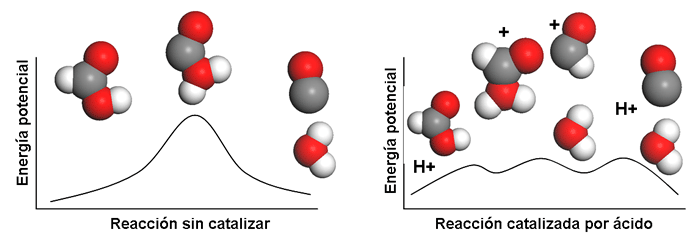 Energía potencial
Reacción sin catalizar
Energía potencial
+
+
H+
H+
Reacción catalizada por ácido